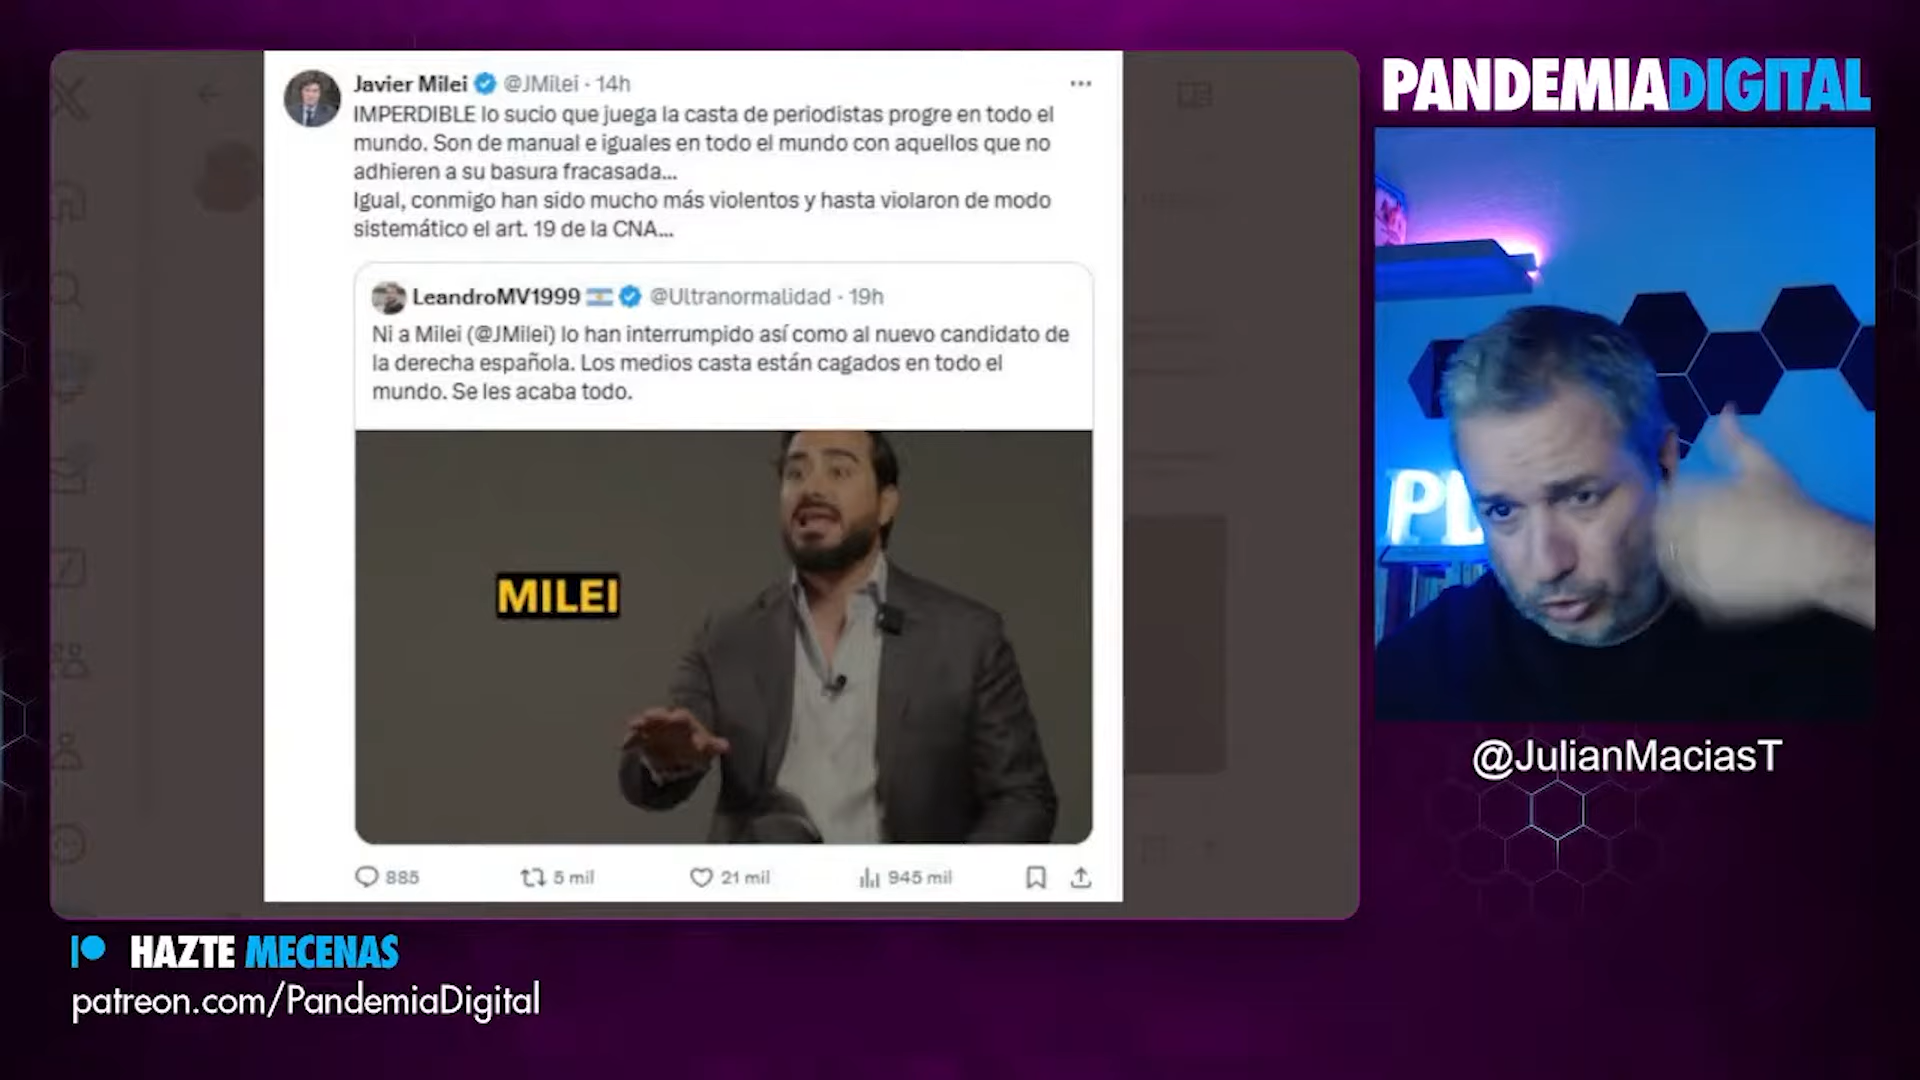 Javier Milei @JMilei · 14h
IMPERDIBLE lo sucio que juega la casta de periodistas progre en todo el
mundo. Son de manual e iguales en todo el mundo con aquellos que no
adhieren a su basura fracasada...
Igual, conmigo han sido mucho más violentos y hasta violaron de modo
sistemático el art. 19 de la CNA...
LeandroMV1999 @Ultranormalidad · 19h
Ni a Milei (@JMilei) lo han interrumpido así como al nuevo candidato de
la derecha española. Los medios casta están cagados en todo el
mundo. Se les acaba todo.
MILEI
885 5 mil 21 mil 945 mil
PANDEMIADIGITAL
@JulianMaciasT
HAZTE MECENAS
patreon.com/PandemiaDigital